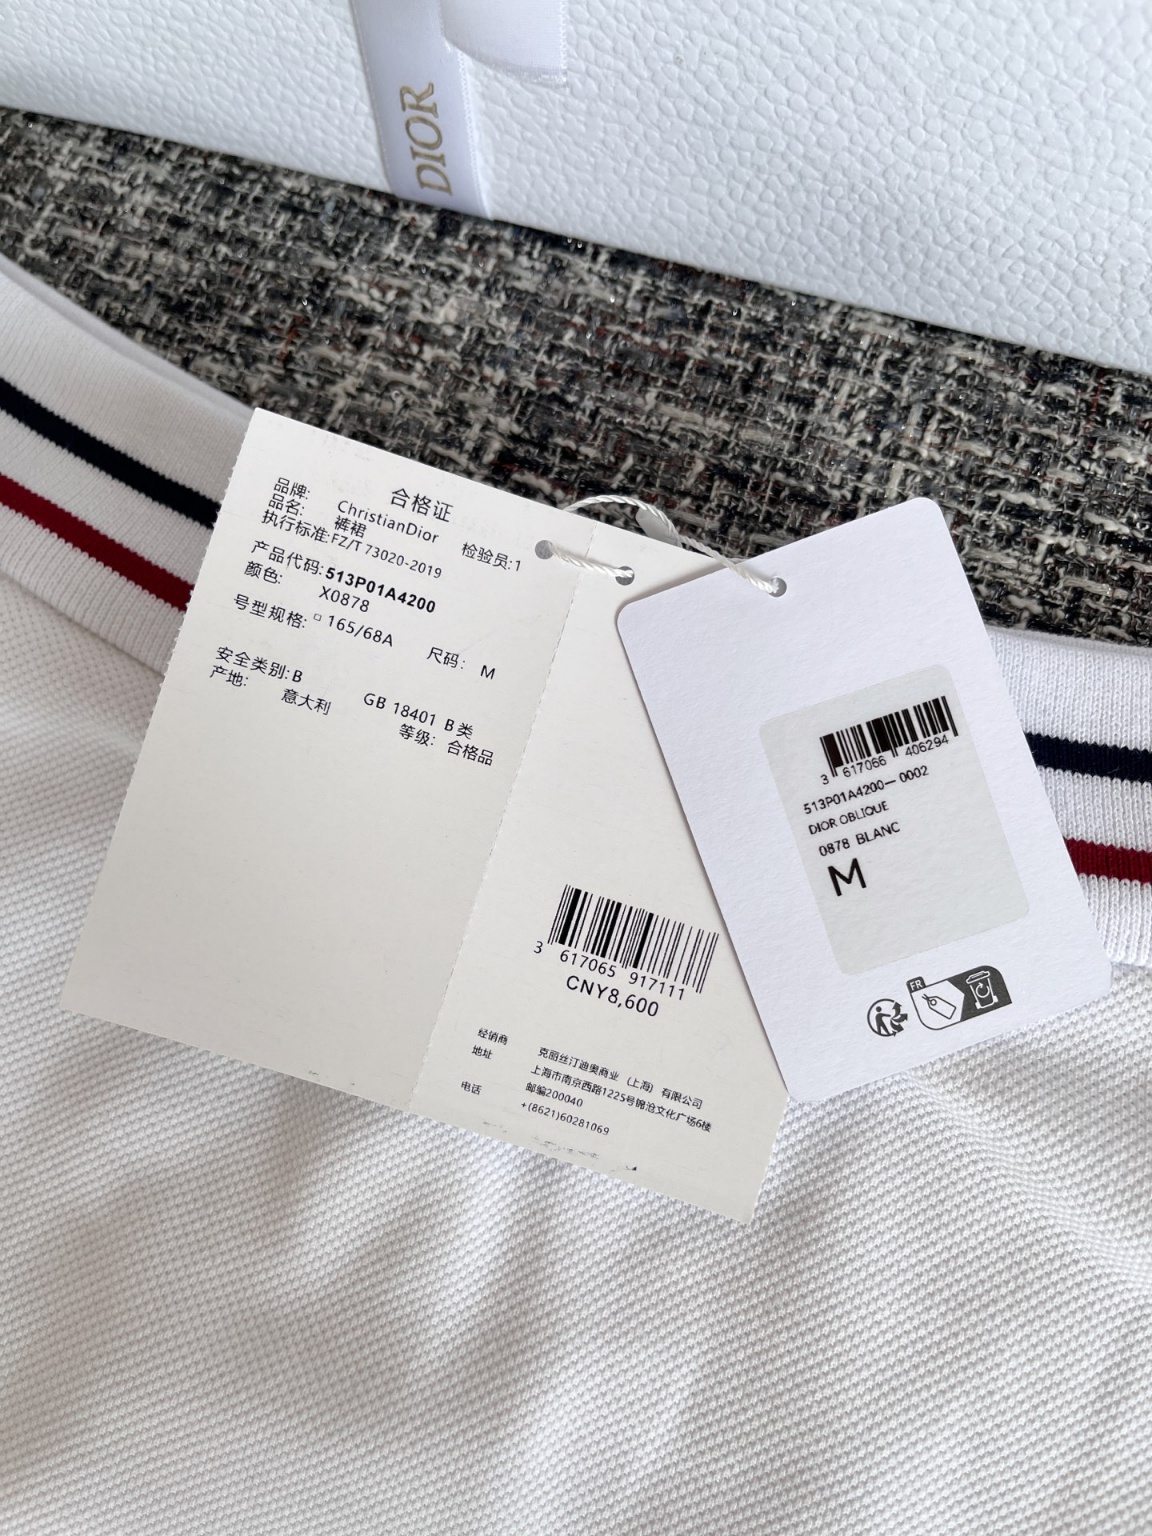 DIOR
合格证
品牌: ChristianDior
品名: 裤裙 检验员:1
执行标准:FZ/T 73020-2019
产品代码:513P01A4200
颜色: X0878
号型规格: 165/68A 尺码: M
安全类别:B GB 18401 B类
产地: 意大利 等级: 合格品
3 617065 917111
CNY8,600
经销商 克丽丝汀迪奥商业 (上海) 有限公司
地址 上海市南京西路1225号锦沧文化广场6楼
邮编200040
电话 +(8621)60281069
3 617066 406294
513P01A4200—0002
DIOR OBLIQUE
0878 BLANC
M
FR